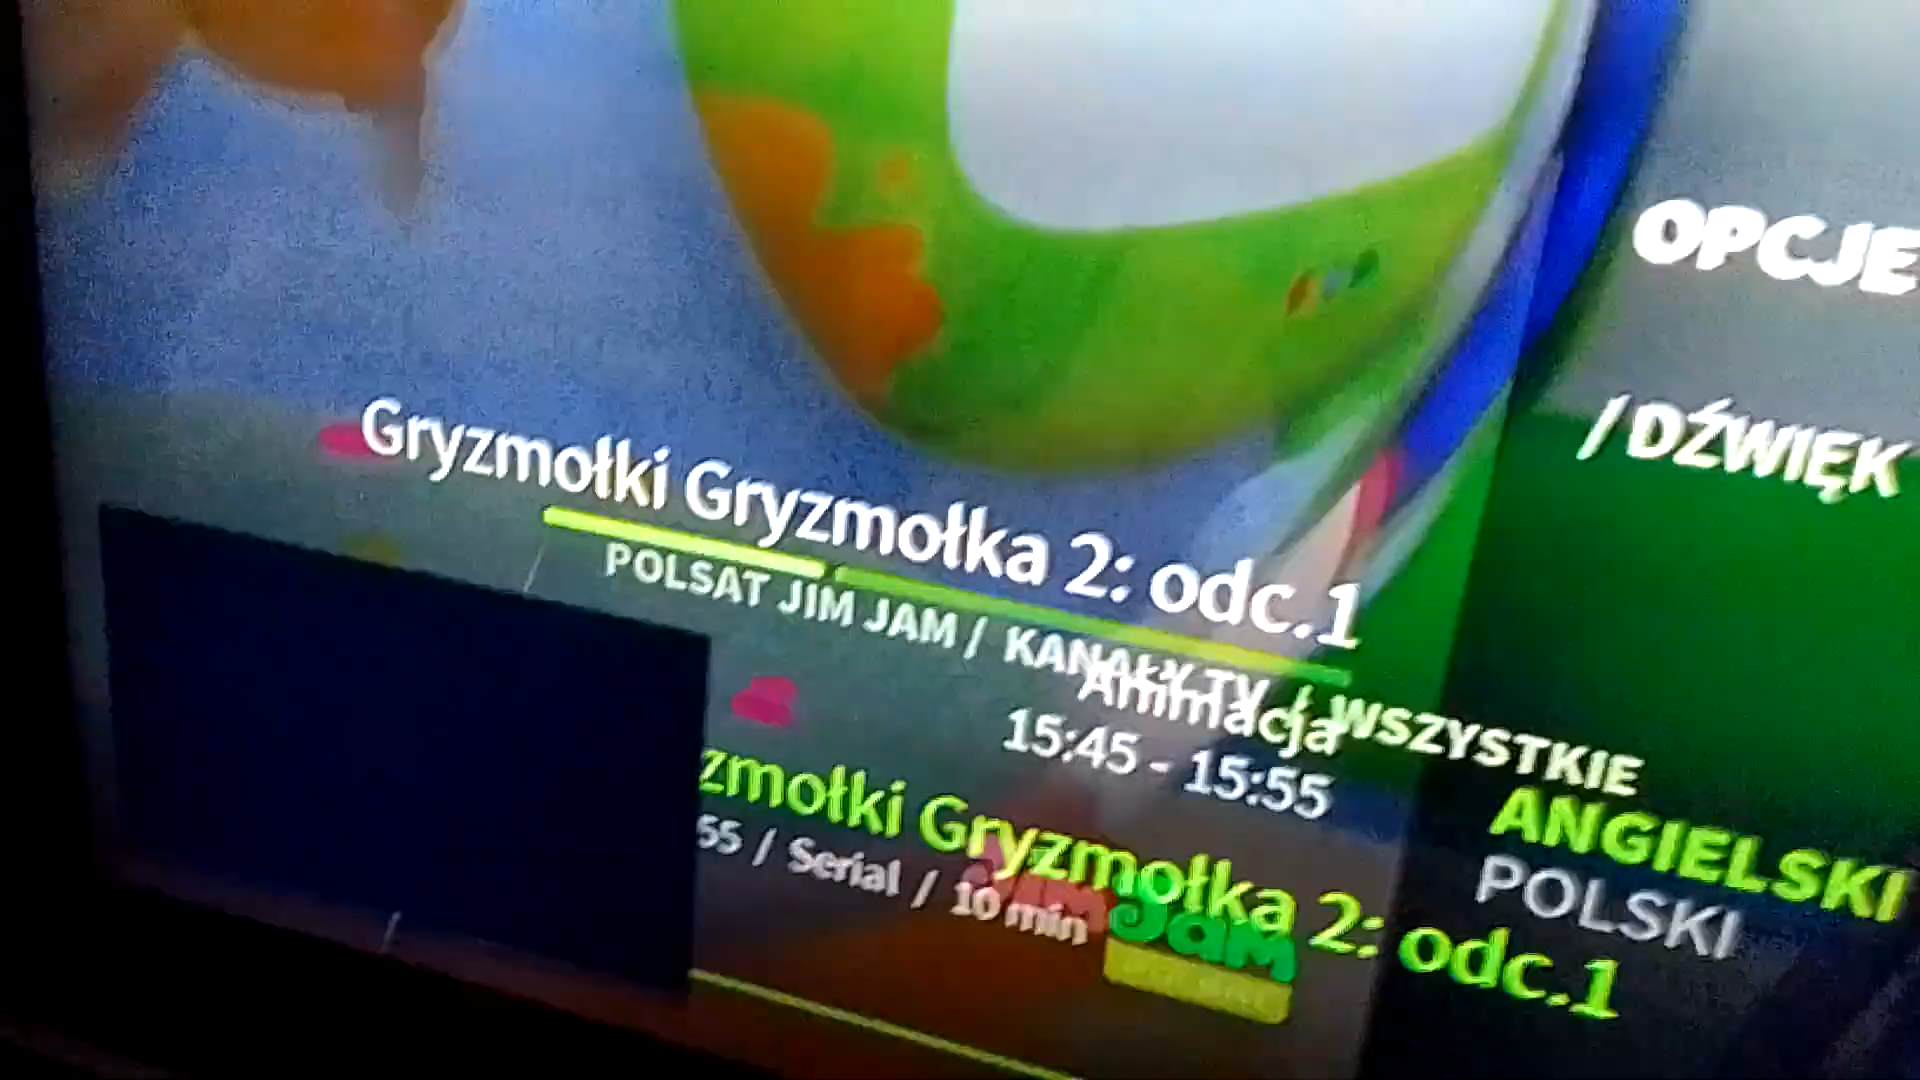 OPCJE
/ DŹWIĘK
Gryzmołki Gryzmołka 2: odc.1
POLSAT JIM JAM / KANAŁY TV / WSZYSTKIE
Animacja
15:45 - 15:55
ANGIELSKI
POLSKI
zmołki Gryzmołka 2: odc.1
55 / Serial / 10 min
Jam